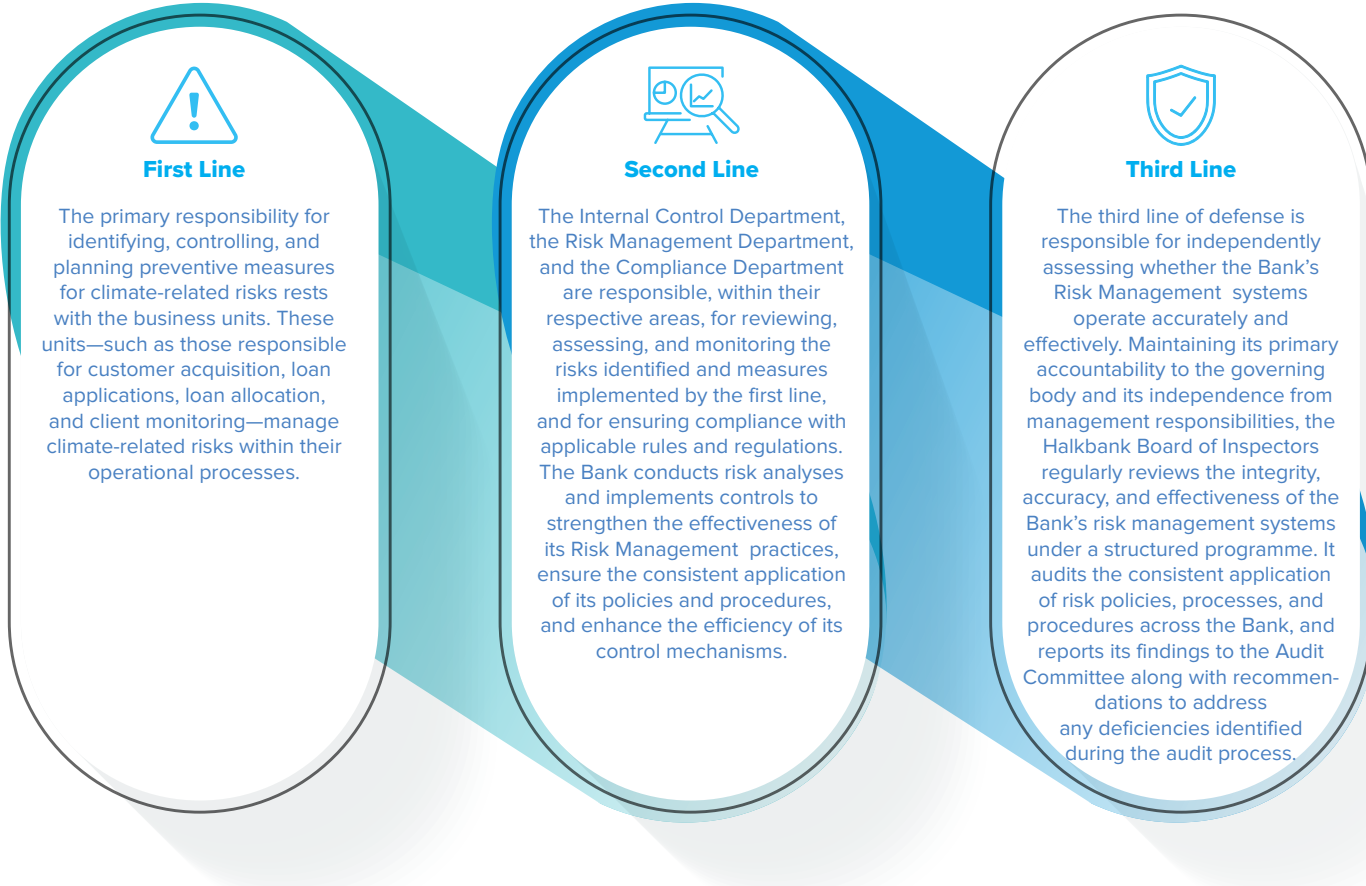 First Line
The primary responsibility for
identifying, controlling, and
planning preventive measures
for climate-related risks rests
with the business units. These
units—such as those responsible
for customer acquisition, loan
applications, loan allocation,
and client monitoring—manage
climate-related risks within their
operational processes.
Second Line
The Internal Control Department,
the Risk Management Department,
and the Compliance Department
are responsible, within their
respective areas, for reviewing,
assessing, and monitoring the
risks identified and measures
implemented by the first line,
and for ensuring compliance with
applicable rules and regulations.
The Bank conducts risk analyses
and implements controls to
strengthen the effectiveness of
its Risk Management  practices,
ensure the consistent application
of its policies and procedures,
and enhance the efficiency of its
control mechanisms.
Third Line
The third line of defense is
responsible for independently
assessing whether the Bank’s
Risk Management  systems
operate accurately and
effectively. Maintaining its primary
accountability to the governing
body and its independence from
management responsibilities, the
Halkbank Board of Inspectors
regularly reviews the integrity,
accuracy, and effectiveness of the
Bank’s risk management systems
under a structured programme. It
audits the consistent application
of risk policies, processes, and
procedures across the Bank, and
reports its findings to the Audit
Committee along with recommen-
dations to address
any deficiencies identified
during the audit process.